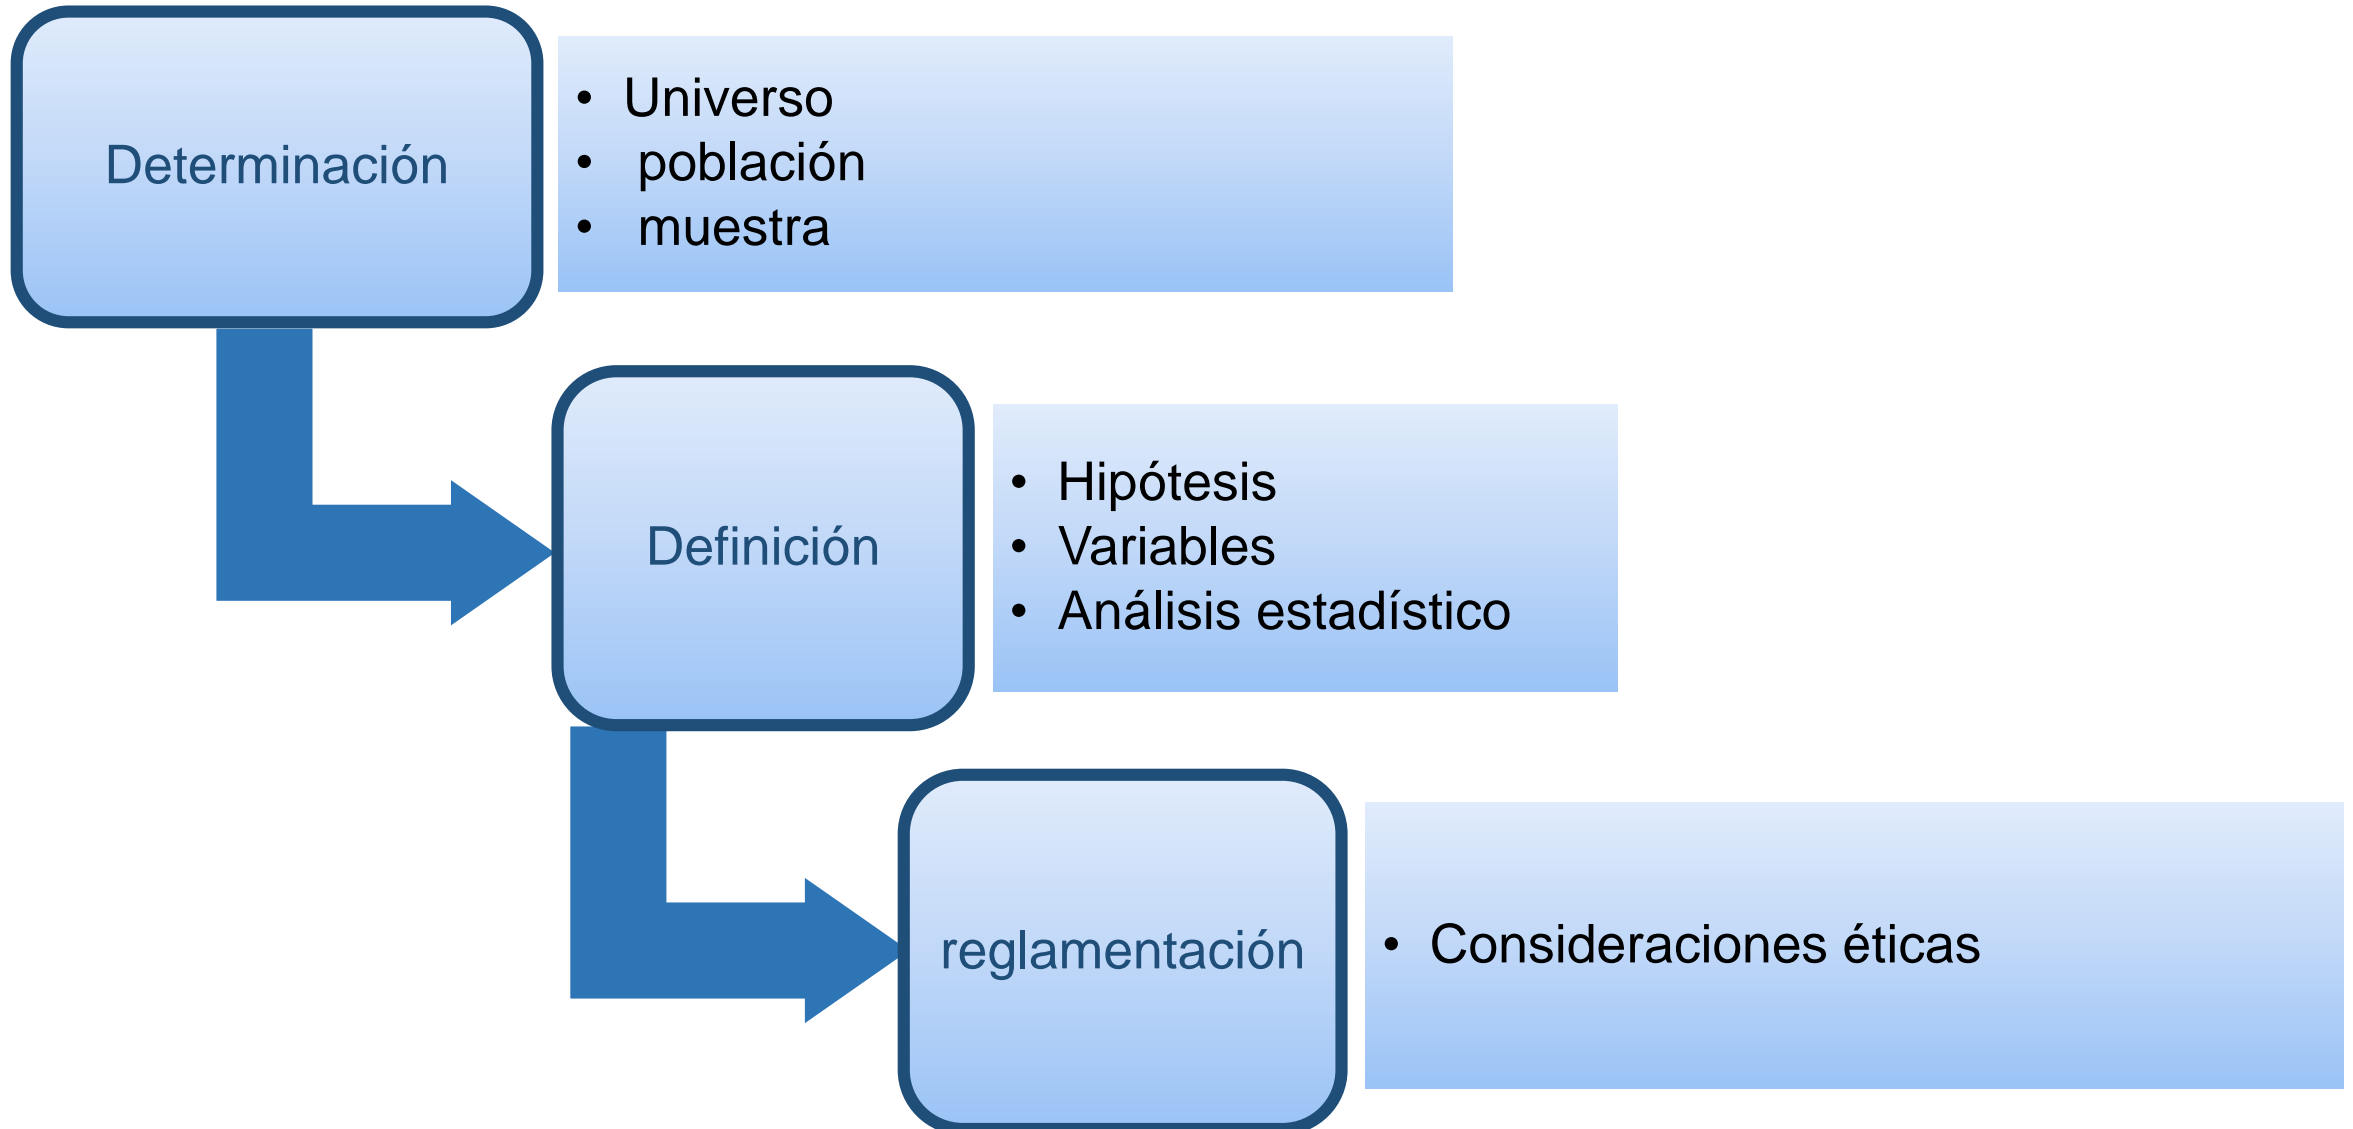 Determinación
• Universo
• población
• muestra
Definición
• Hipótesis
• Variables
• Análisis estadístico
reglamentación
• Consideraciones éticas